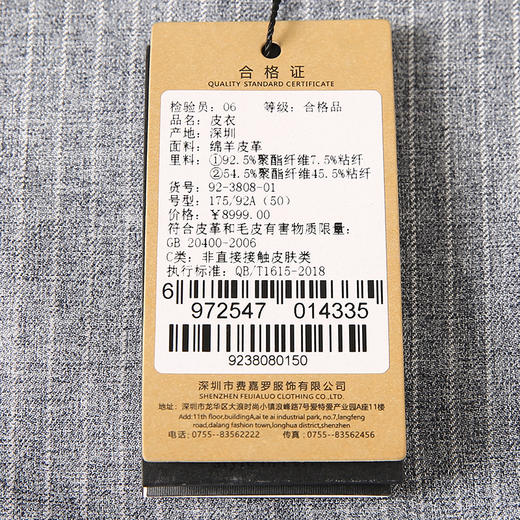 合格证
QUALITY STANDARD CERTIFICATE
检验员: 06 等级: 合格品
品名: 皮衣
产地: 深圳
面料: 绵羊皮革
里料: ①92.5%聚酯纤维7.5%粘纤
②54.5%聚酯纤维45.5%粘纤
货号: 92-3808-01
号型: 175/92A (50)
价格: ¥8999.00
符合皮革和毛皮有害物质限量:
GB 20400-2006
C类: 非直接接触皮肤类
执行标准: QB/T1615-2018
6 972547 014335
9238080150
深圳市费嘉罗服饰有限公司
SHENZHEN FEIJIALUO CLOTHING CO.,LTD.
地址:深圳市龙华区大浪时尚小镇浪峰路7号爱特爱产业园A座11楼
Add:11th floor,buildingA,ai te ai industrial park, no.7,langfeng
road,dalang fashion town,longhua district,shenzhen
电话: 0755--83562222 传真: 0755--83562456